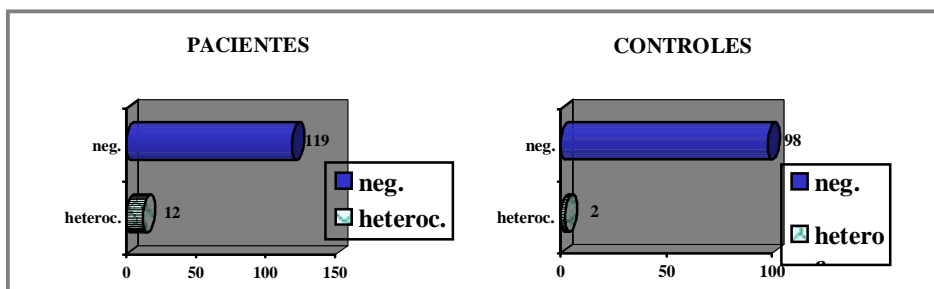 PACIENTES
neg.
119
heteroc.
12
0 50 100 150
neg.
heteroc.
CONTROLES
neg.
98
heteroc.
2
0 50 100
neg.
hetero